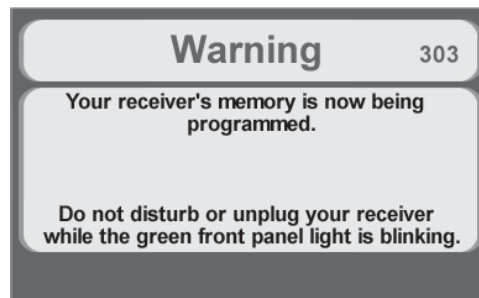 Warning 303
Your receiver's memory is now being
programmed.
Do not disturb or unplug your receiver
while the green front panel light is blinking.